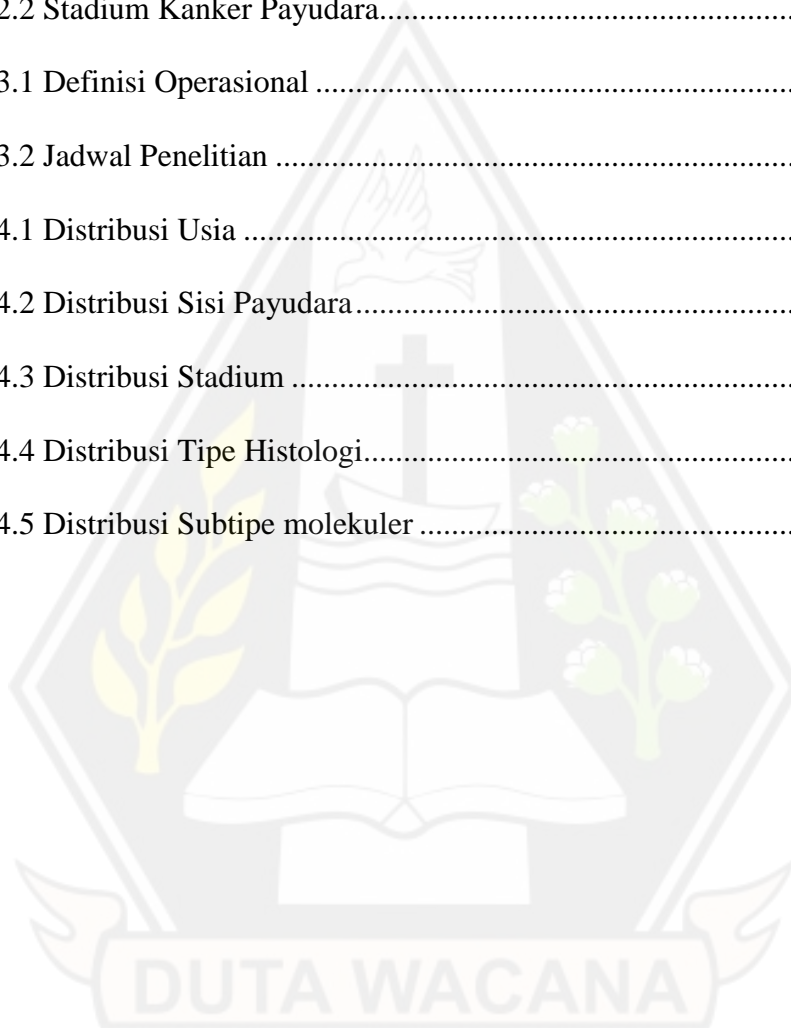 2.2 Stadium Kanker Payudara....................................................
3.1 Definisi Operasional ............................................................
3.2 Jadwal Penelitian .................................................................
4.1 Distribusi Usia .....................................................................
4.2 Distribusi Sisi Payudara.......................................................
4.3 Distribusi Stadium ...............................................................
4.4 Distribusi Tipe Histologi......................................................
4.5 Distribusi Subtipe molekuler ...............................................
DUTA WACANA